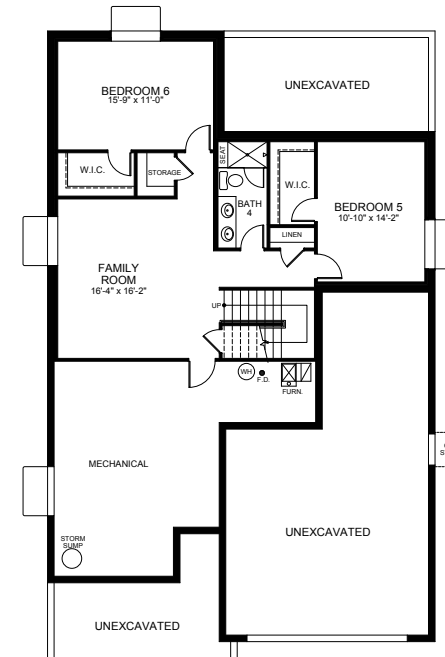 UNEXCAVATED
BEDROOM 6
15'-9" x 11'-0"
SEAT
W.I.C.
STORAGE
W.I.C.
BATH
4
BEDROOM 5
10'-10" x 14'-2"
LINEN
FAMILY
ROOM
16'-4" x 16'-2"
UP
WH
F.D.
FURN.
MECHANICAL
STORM
SUMP
UNEXCAVATED
UNEXCAVATED